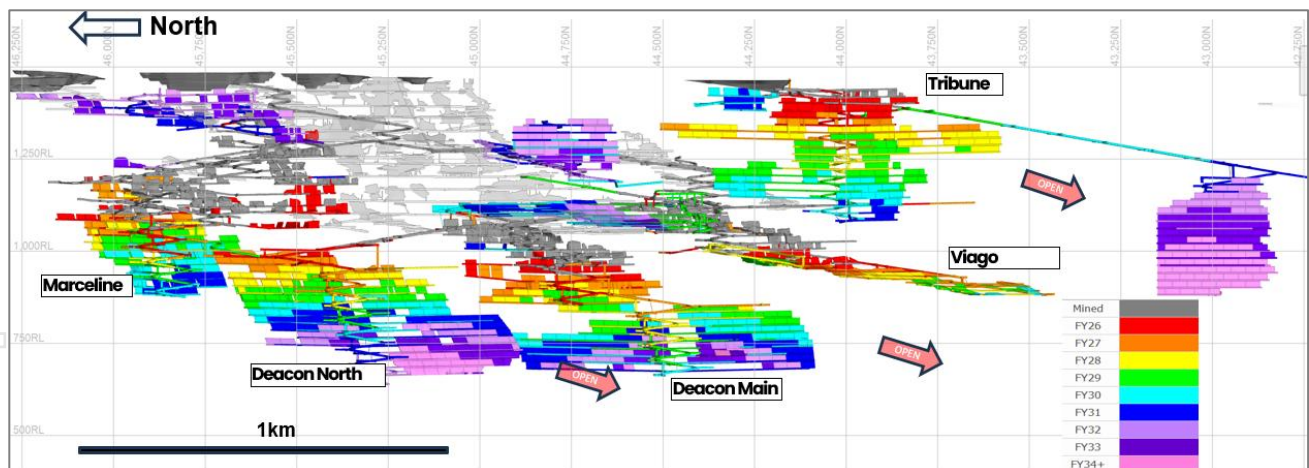 North
46,250N
46,000N
45,750N
45,500N
45,250N
45,000N
44,750N
44,500N
44,250N
44,000N
43,750N
43,500N
43,250N
43,000N
42,750N
Tribune
1,250RL
OPEN
1,000RL
Viago
Marceline
Mined
FY26
FY27
750RL
OPEN
FY28
Deacon North
OPEN
Deacon Main
FY29
FY30
1km
FY31
500RL
FY32
FY33
FY34+